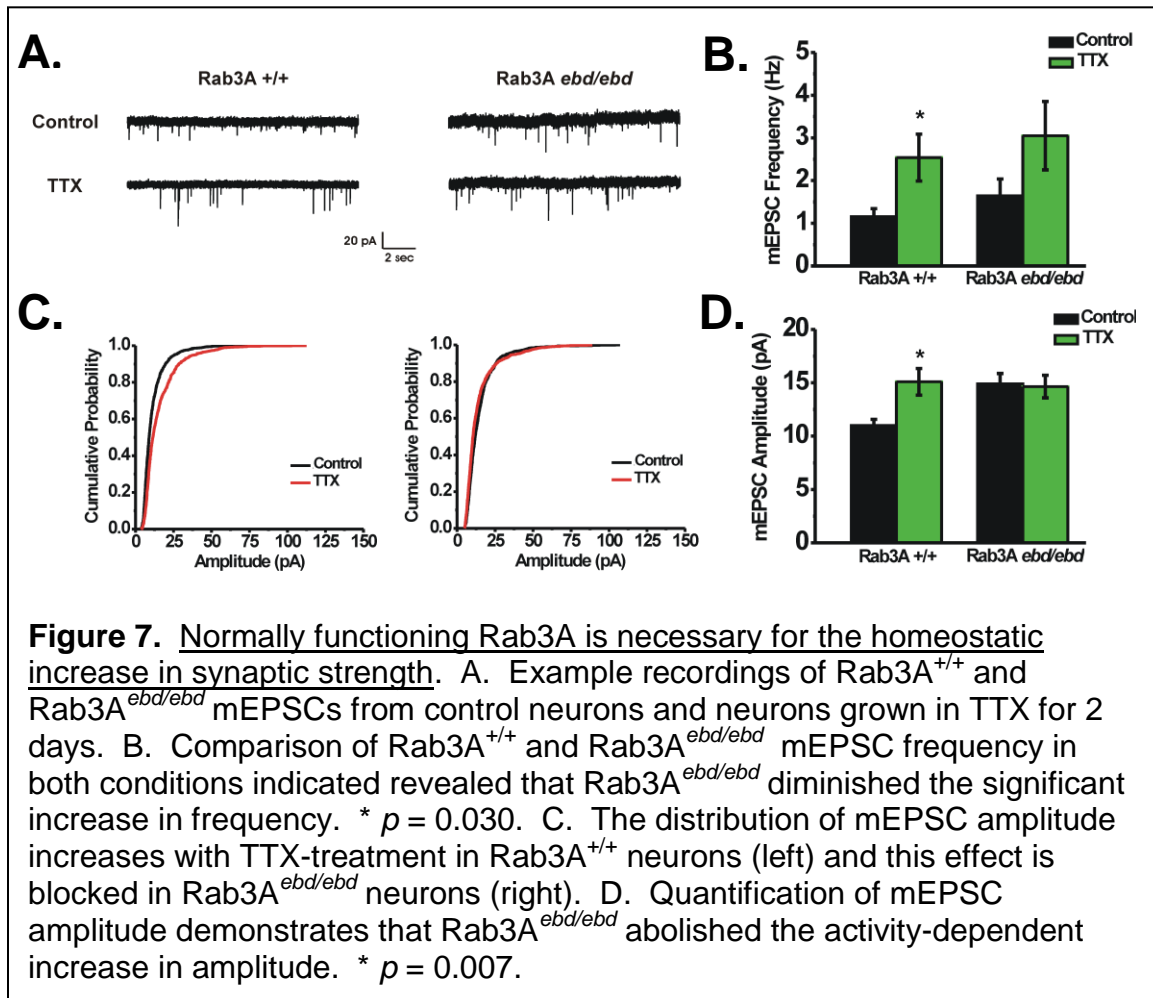 A.
Rab3A +/+
Rab3A ebd/ebd
Control
TTX
20 pA
2 sec
B.
Control
TTX
mEPSC Frequency (Hz)
5
4
3
2
1
0
*
Rab3A +/+
Rab3A ebd/ebd
C.
Cumulative Probability
1.0
0.8
0.6
0.4
0.2
0.0
Control
TTX
0 25 50 75 100 125 150
Amplitude (pA)
Cumulative Probability
1.0
0.8
0.6
0.4
0.2
0.0
Control
TTX
0 25 50 75 100 125 150
Amplitude (pA)
D.
Control
TTX
mEPSC Amplitude (pA)
20
15
10
5
0
*
Rab3A +/+
Rab3A ebd/ebd
Figure 7. Normally functioning Rab3A is necessary for the homeostatic
increase in synaptic strength. A. Example recordings of Rab3A+/+ and
Rab3Aebd/ebd mEPSCs from control neurons and neurons grown in TTX for 2
days. B. Comparison of Rab3A+/+ and Rab3Aebd/ebd mEPSC frequency in
both conditions indicated revealed that Rab3Aebd/ebd diminished the significant
increase in frequency. * p = 0.030. C. The distribution of mEPSC amplitude
increases with TTX-treatment in Rab3A+/+ neurons (left) and this effect is
blocked in Rab3Aebd/ebd neurons (right). D. Quantification of mEPSC
amplitude demonstrates that Rab3Aebd/ebd abolished the activity-dependent
increase in amplitude. * p = 0.007.